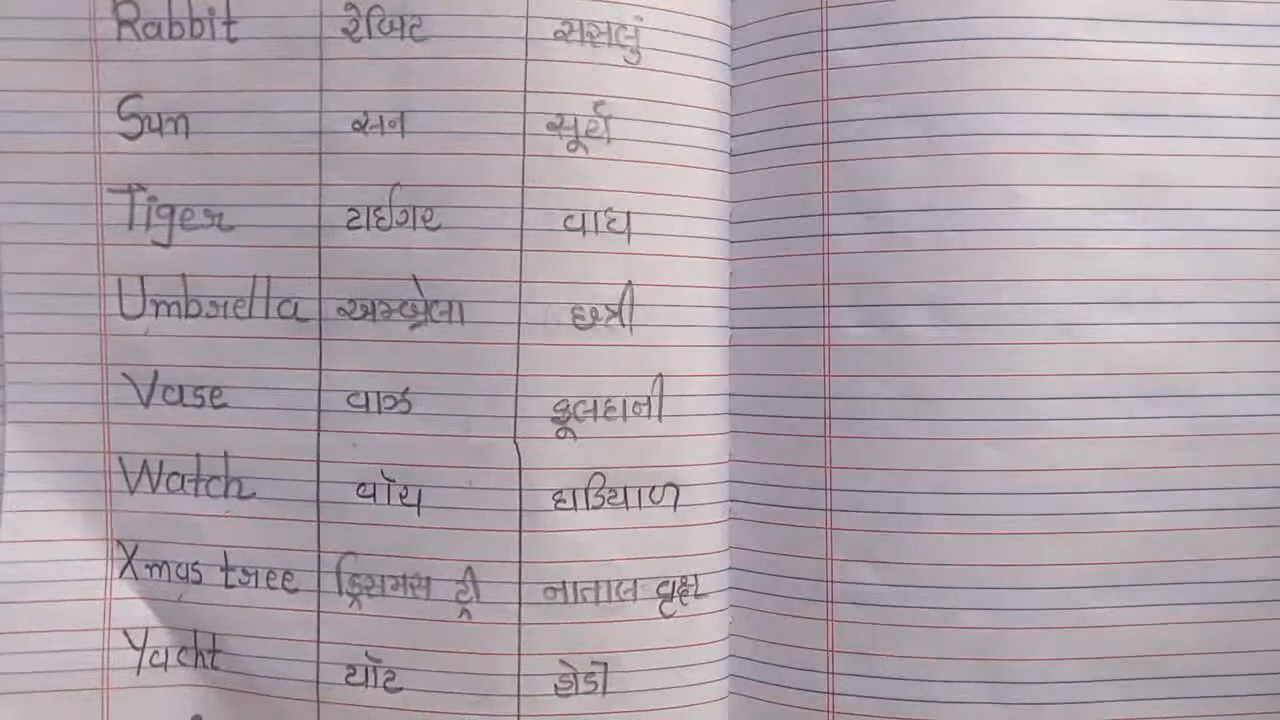 Rabbit રેબિટ સસલું
Sun સન સૂર્ય
Tiger ટાઈગર વાઘ
Umbrella અમ્બ્રેલા છત્રી
Vase વાઝ ફૂલદાની
Watch વૉચ ઘડિયાળ
Xmas tree ક્રિસમસ ટ્રી નાતાલ વૃક્ષ
Yacht યૉટ હોડી